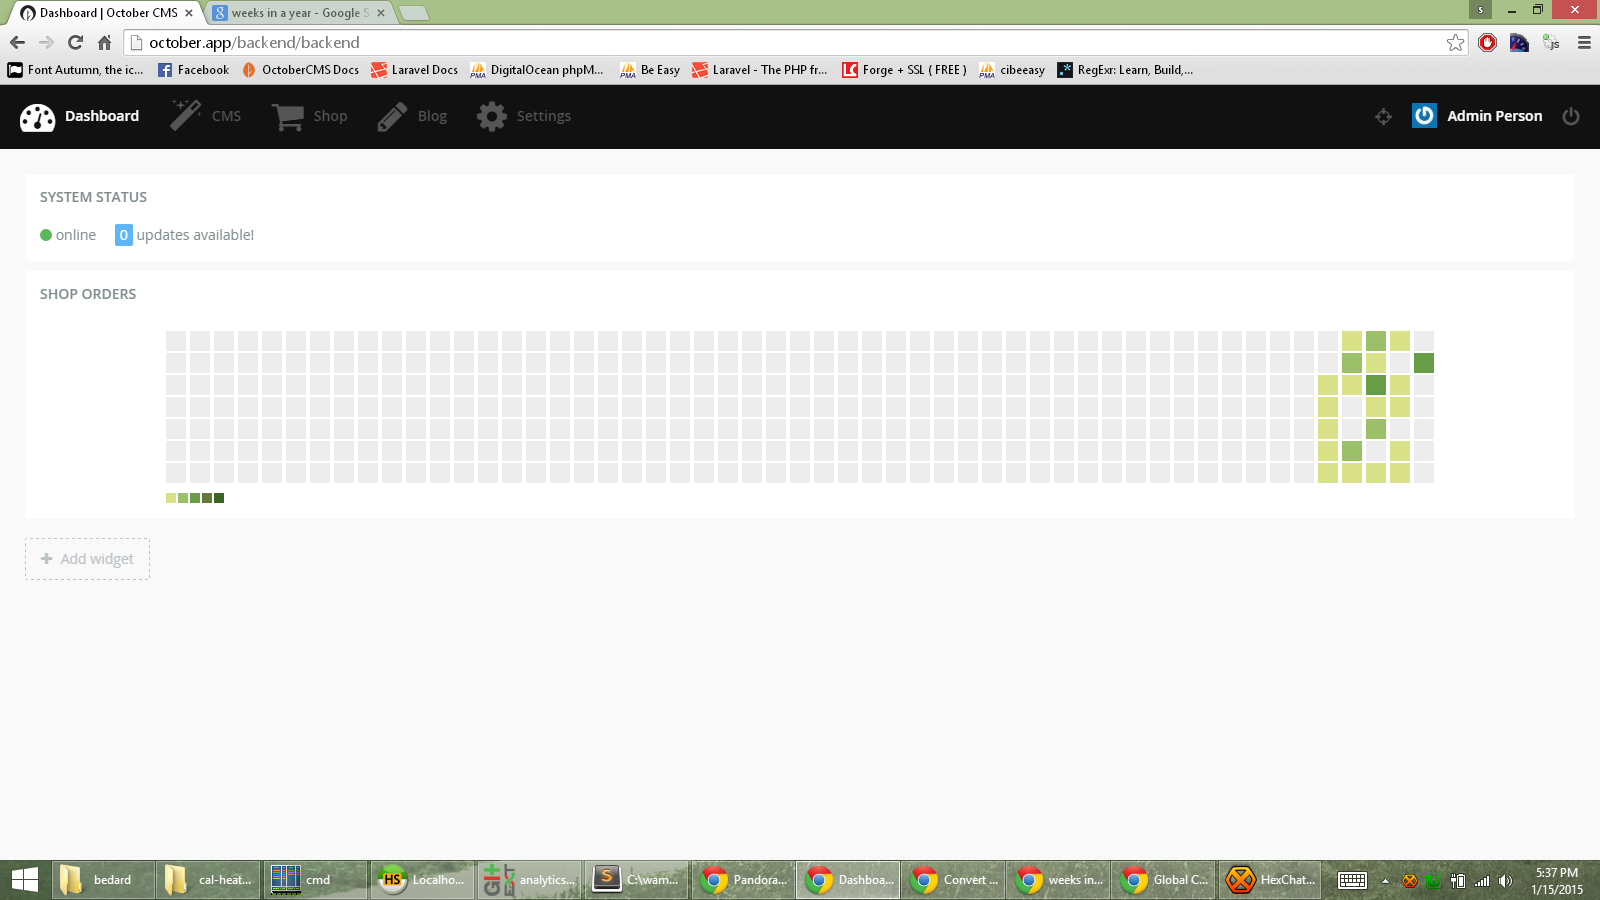 Dashboard | October CMS
weeks in a year - Google S
s
october.app/backend/backend
Font Autumn, the ic...
Facebook
OctoberCMS Docs
Laravel Docs
DigitalOcean phpM...
Be Easy
Laravel - The PHP fr...
Forge + SSL ( FREE )
cibeeasy
RegExr: Learn, Build,...
Dashboard
CMS
Shop
Blog
Settings
Admin Person
SYSTEM STATUS
online 0 updates available!
SHOP ORDERS
+ Add widget
bedard
cal-heat...
cmd
Localho...
analytics...
C:\wam...
Pandora...
Dashboa...
Convert ...
weeks in...
Global C...
HexChat...
5:37 PM
1/15/2015